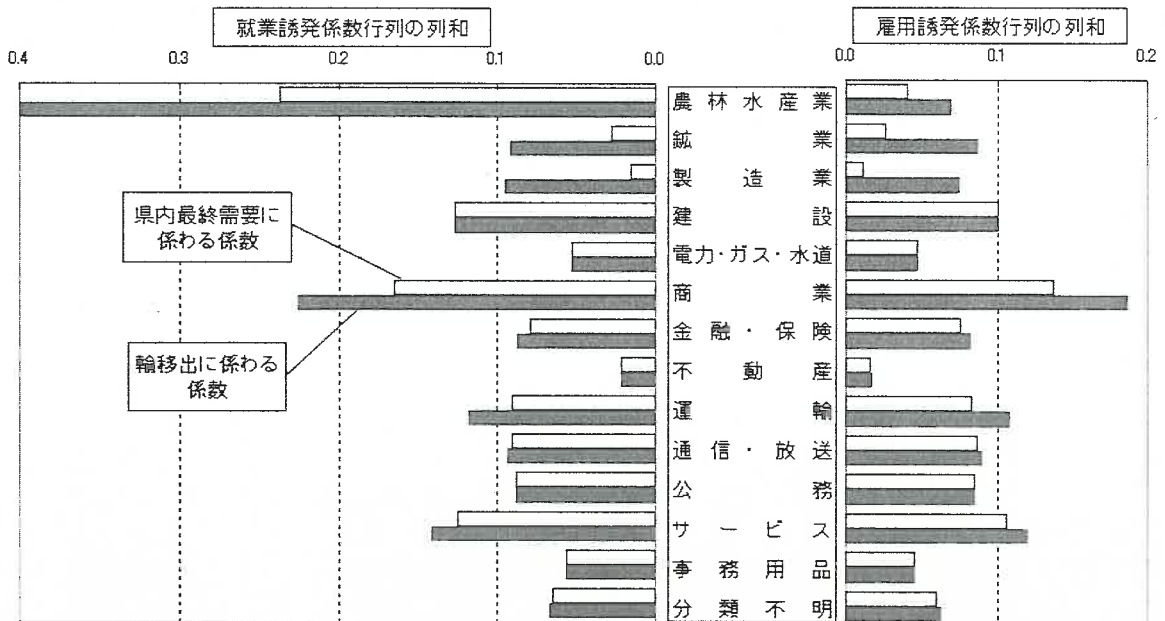 就業誘発係数行列の列和
雇用誘発係数行列の列和
0.4 0.3 0.2 0.1 0.0
0.0 0.1 0.2
農林水産業
鉱業
製造業
建設
電力・ガス・水道
商業
金融・保険
不動産
運輸
通信・放送
公務
サービス
事務用品
分類不明
県内最終需要に
係わる係数
輸移出に係わる
係数